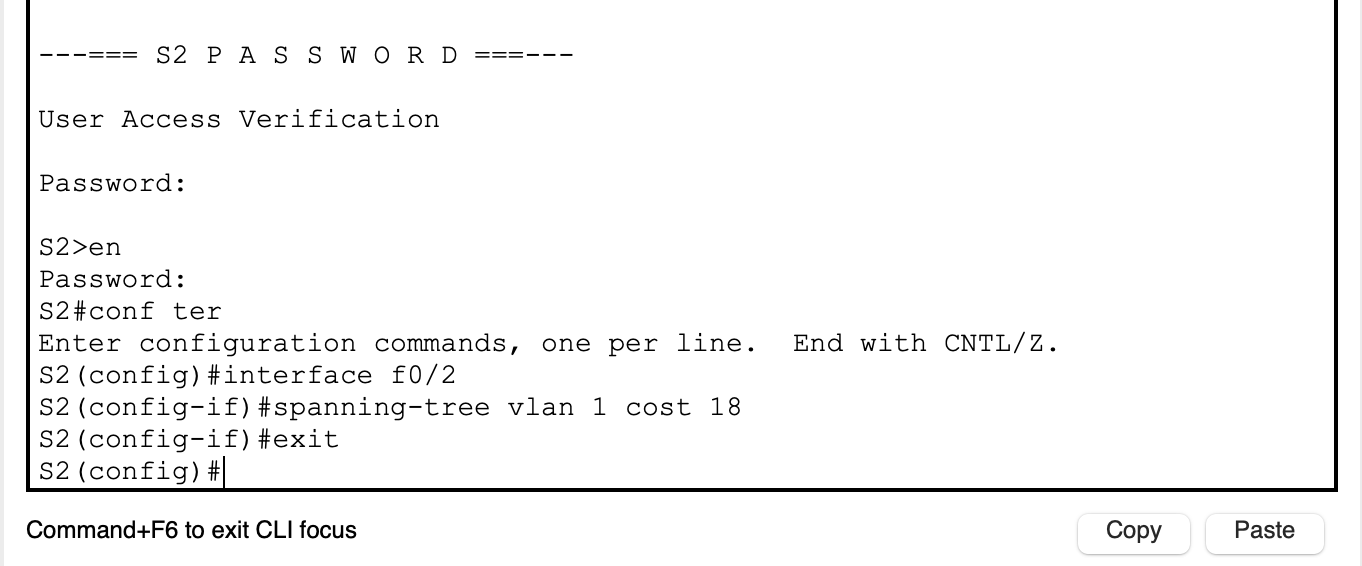 ---=== S2 P A S S W O R D ===---
User Access Verification
Password:
S2>en
Password:
S2#conf ter
Enter configuration commands, one per line.  End with CNTL/Z.
S2(config)#interface f0/2
S2(config-if)#spanning-tree vlan 1 cost 18
S2(config-if)#exit
S2(config)#
Command+F6 to exit CLI focus
Copy
Paste